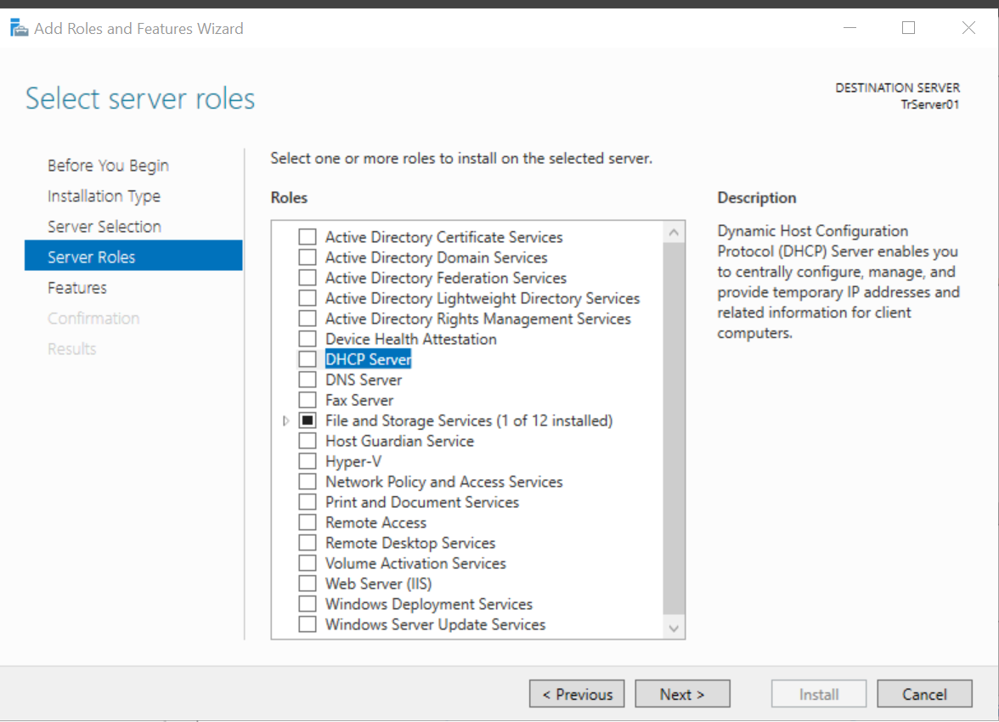 Add Roles and Features Wizard
Select server roles
DESTINATION SERVER
TrServer01
Before You Begin
Installation Type
Server Selection
Server Roles
Features
Confirmation
Results
Select one or more roles to install on the selected server.
Roles
Active Directory Certificate Services
Active Directory Domain Services
Active Directory Federation Services
Active Directory Lightweight Directory Services
Active Directory Rights Management Services
Device Health Attestation
DHCP Server
DNS Server
Fax Server
File and Storage Services (1 of 12 installed)
Host Guardian Service
Hyper-V
Network Policy and Access Services
Print and Document Services
Remote Access
Remote Desktop Services
Volume Activation Services
Web Server (IIS)
Windows Deployment Services
Windows Server Update Services
Description
Dynamic Host Configuration
Protocol (DHCP) Server enables you
to centrally configure, manage, and
provide temporary IP addresses and
related information for client
computers.
< Previous
Next >
Install
Cancel